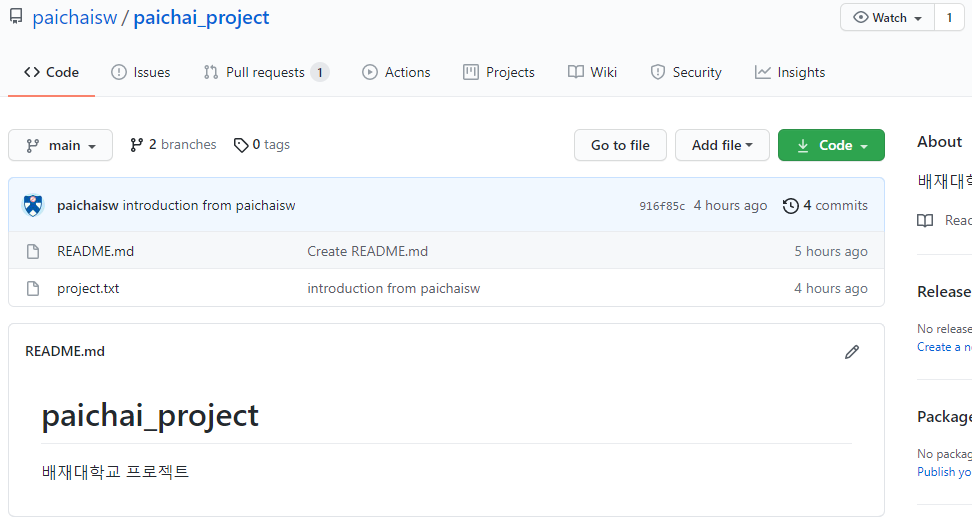 paichaisw / paichai_project
Watch 1
Code Issues Pull requests 1 Actions Projects Wiki Security Insights
main 2 branches 0 tags Go to file Add file Code
About
paichaisw introduction from paichaisw 916f85c 4 hours ago 4 commits
배재대학
README.md Create README.md 5 hours ago
project.txt introduction from paichaisw 4 hours ago
Release
No release
Create a
README.md
paichai_project
배재대학교 프로젝트
Package
No packag
Publish yo